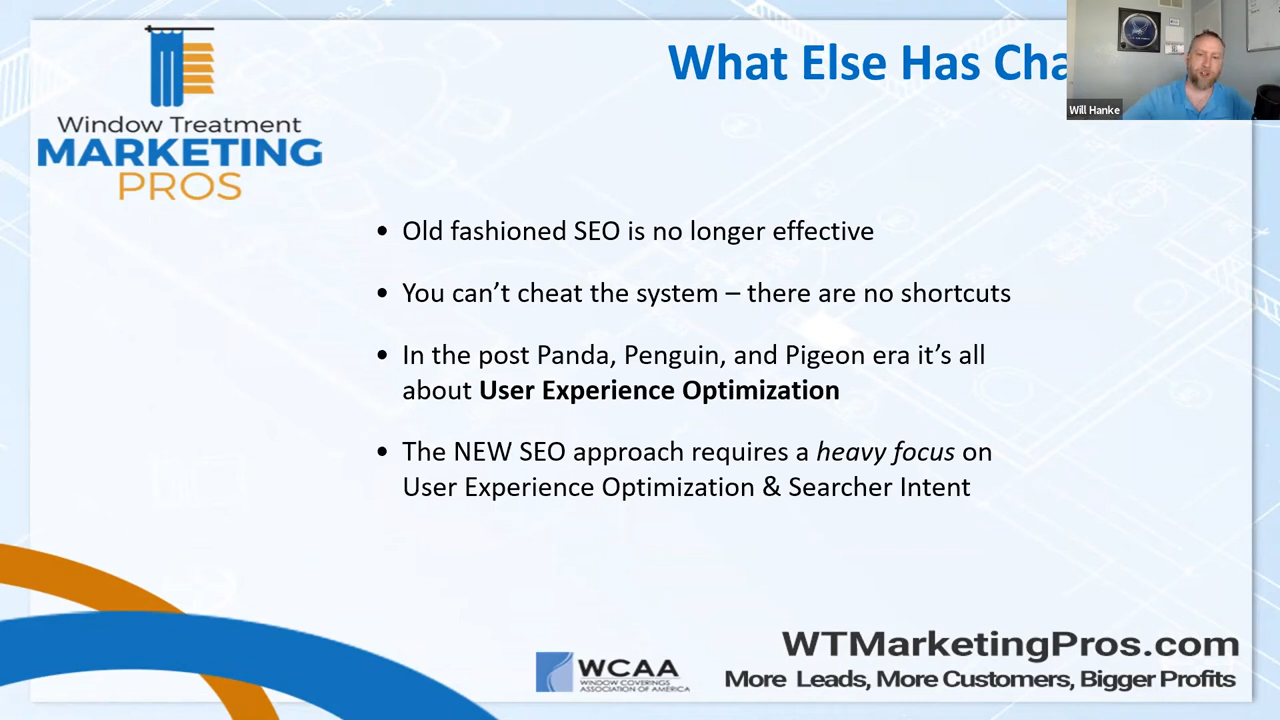 What Else Has Cha
Will Hanke
Window Treatment
MARKETING
PROS
• Old fashioned SEO is no longer effective
• You can’t cheat the system – there are no shortcuts
• In the post Panda, Penguin, and Pigeon era it’s all
about User Experience Optimization
• The NEW SEO approach requires a heavy focus on
User Experience Optimization & Searcher Intent
WCAA
WINDOW COVERINGS
ASSOCIATION OF AMERICA
WTMarketingPros.com
More Leads, More Customers, Bigger Profits